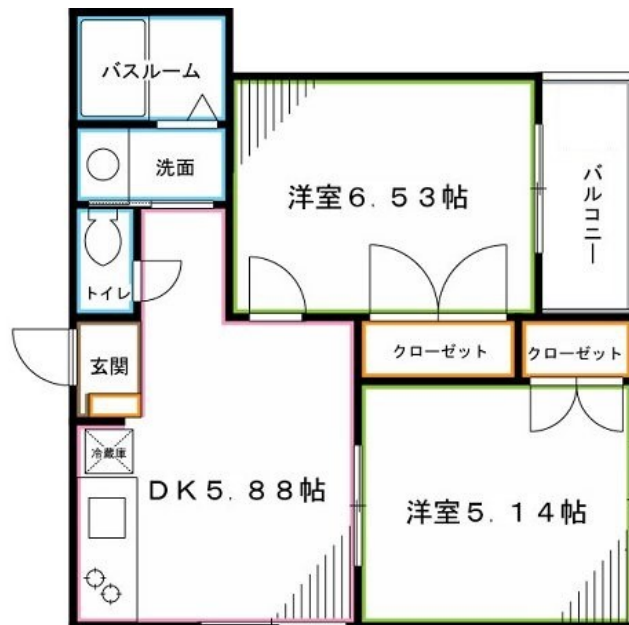 バスルーム
洗面
洋室6.53帖
バルコニー
トイレ
玄関
クローゼット
クローゼット
冷蔵庫
DK5.88帖
洋室5.14帖